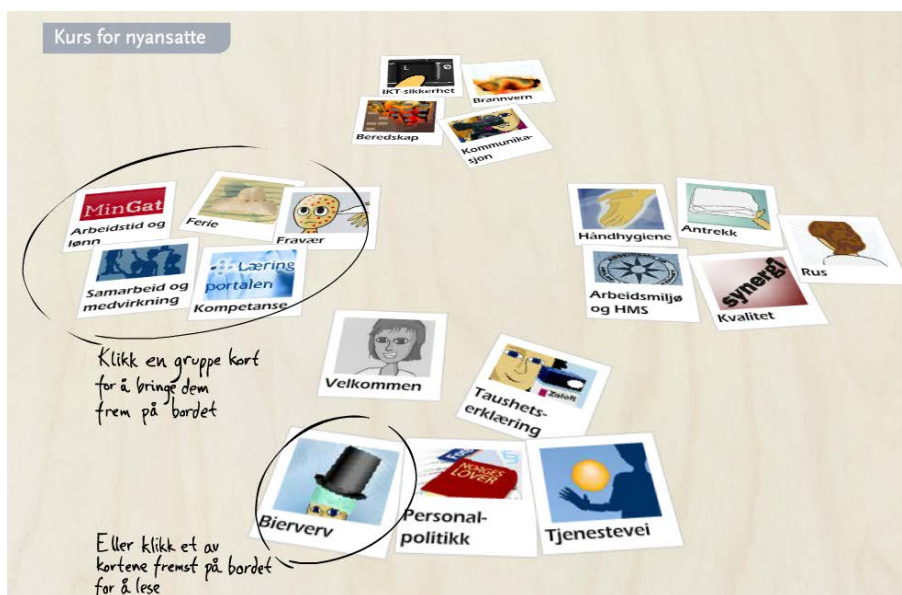 Kurs for nyansatte
IKT-sikkerhet
Brannvern
Beredskap
Kommunika-
sjon
MinGat
Arbeidstid og
lønn
Ferie
Fravær
Samarbeid og
medvirkning
Læring
portalen
Kompetanse
Håndhygiene
Antrekk
Rus
Arbeidsmiljø
og HMS
synergi
Kvalitet
Klikk en gruppe kort
for å bringe dem
frem på bordet
Velkommen
Zoloft
Taushets-
erklæring
Bierverv
NORGES
LOVER
Personal-
politikk
Tjenestevei
Eller klikk et av
kortene fremst på bordet
for å lese